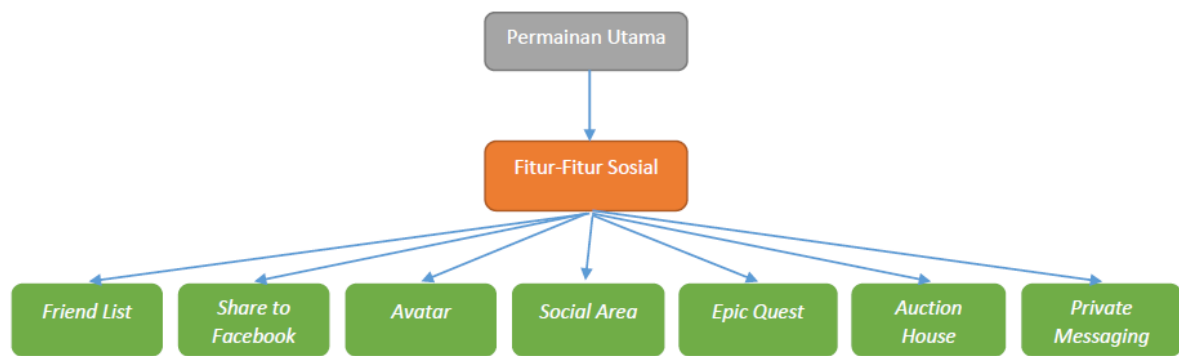 Permainan Utama
Fitur-Fitur Sosial
Friend List
Share to
Facebook
Avatar
Social Area
Epic Quest
Auction
House
Private
Messaging